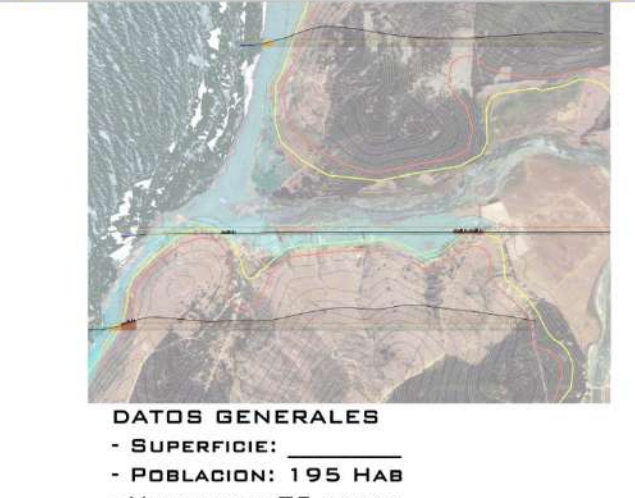 DATOS GENERALES
- SUPERFICIE: ________
- POBLACION: 195 HAB